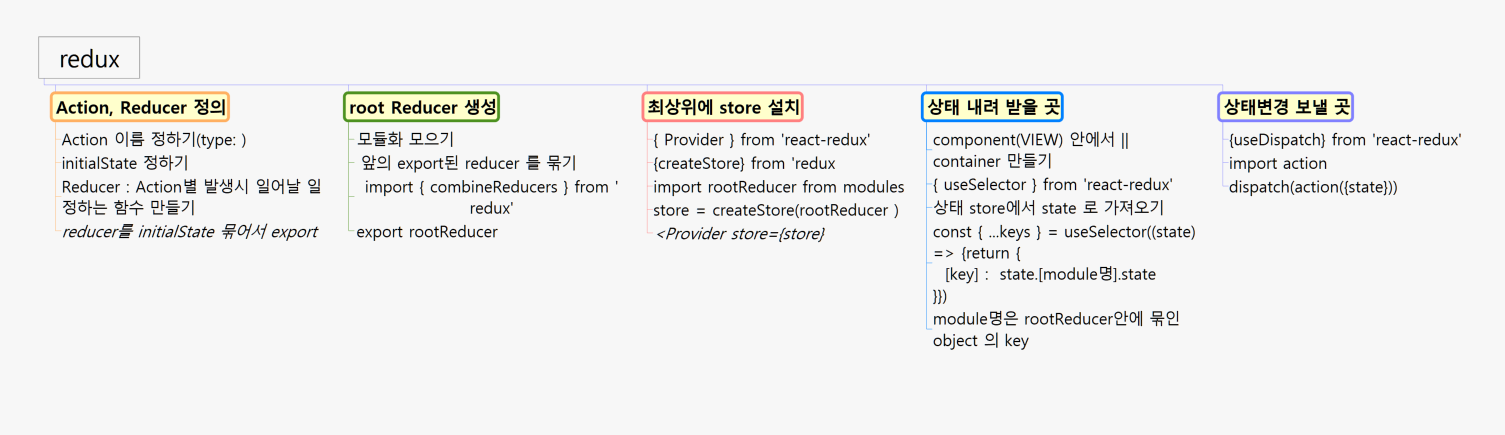 redux
Action, Reducer 정의
Action 이름 정하기(type: )
initialState 정하기
Reducer : Action별 발생시 일어날 일
정하는 함수 만들기
reducer를 initialState 묶어서 export
root Reducer 생성
모듈화 모으기
앞의 export된 reducer 를 묶기
import { combineReducers } from '
redux'
export rootReducer
최상위에 store 설치
{ Provider } from 'react-redux'
{createStore} from 'redux
import rootReducer from modules
store = createStore(rootReducer )
<Provider store={store}
상태 내려 받을 곳
component(VIEW) 안에서 ||
container 만들기
{ useSelector } from 'react-redux'
상태 store에서 state 로 가져오기
const { ...keys } = useSelector((state)
=> {return {
[key] : state.[module명].state
}})
module명은 rootReducer안에 묶인
object 의 key
상태변경 보낼 곳
{useDispatch} from 'react-redux'
import action
dispatch(action({state}))